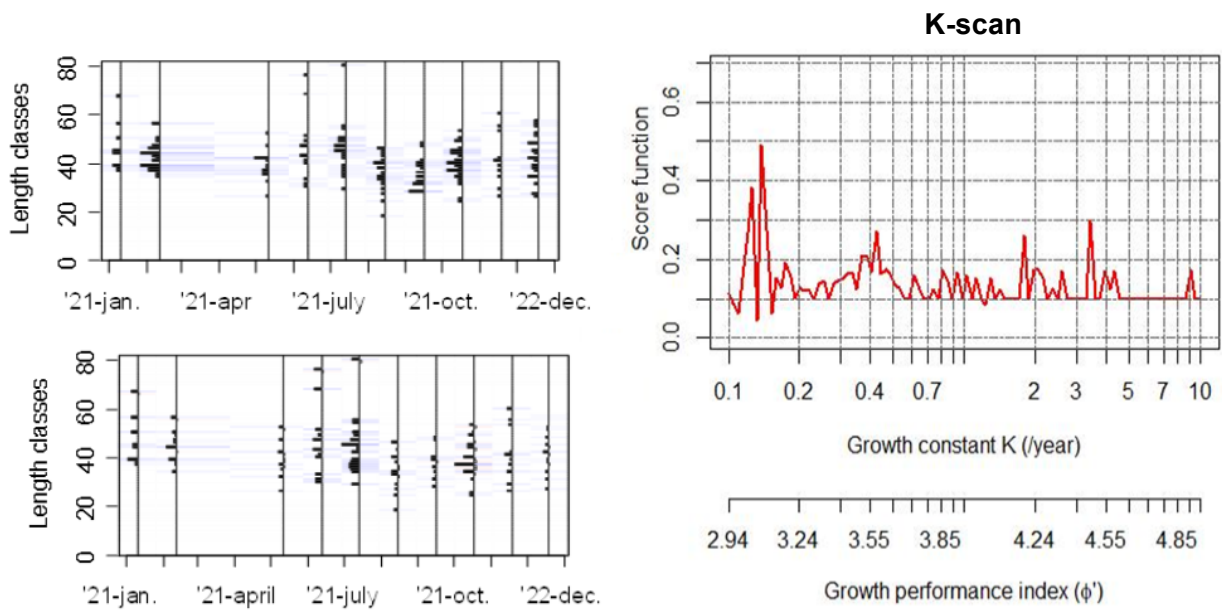 K-scan
Length classes
80
60
40
20
0
'21-jan. '21-apr '21-july '21-oct. '22-dec.
Length classes
80
60
40
20
0
'21-jan. '21-april '21-july '21-oct. '22-dec.
Score function
0.6
0.4
0.2
0.0
0.1 0.2 0.4 0.7 2 3 5 7 10
Growth constant K (/year)
2.94 3.24 3.55 3.85 4.24 4.55 4.85
Growth performance index (ϕ')